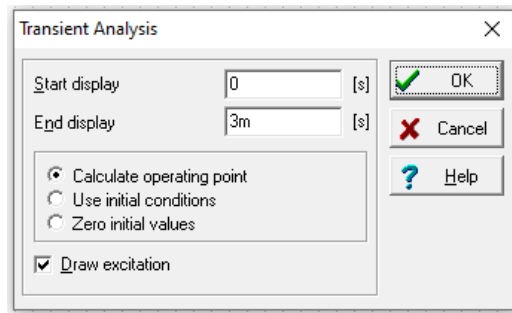 Transient Analysis
Start display 0 [s]
End display 3m [s]
Calculate operating point
Use initial conditions
Zero initial values
Draw excitation
OK
Cancel
Help